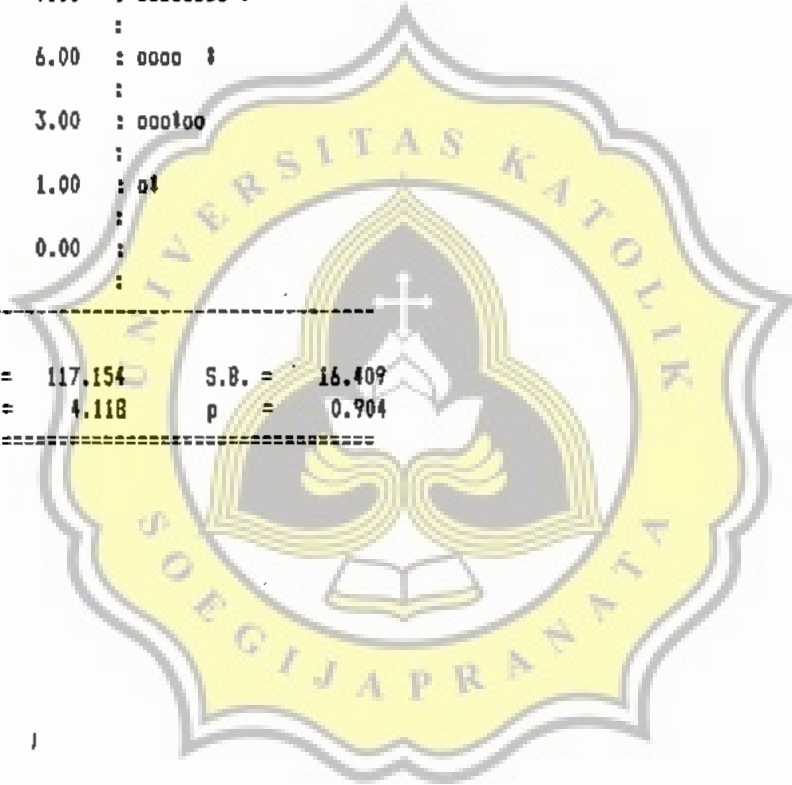 :
6.00 : oooo *
:
3.00 : ooo*oo
:
1.00 : o*
:
0.00 :
:
---------------------------------------
= 117.154 S.B. = 16.409
= 4.118 p = 0.904
=======================================
UNIVERSITAS KATOLIK
SOEGIJAPRANATA